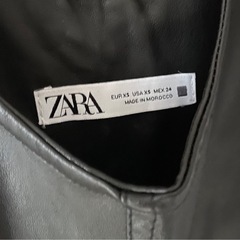 ZARA
EUR XS USA XS MEX 24
MADE IN MOROCCO